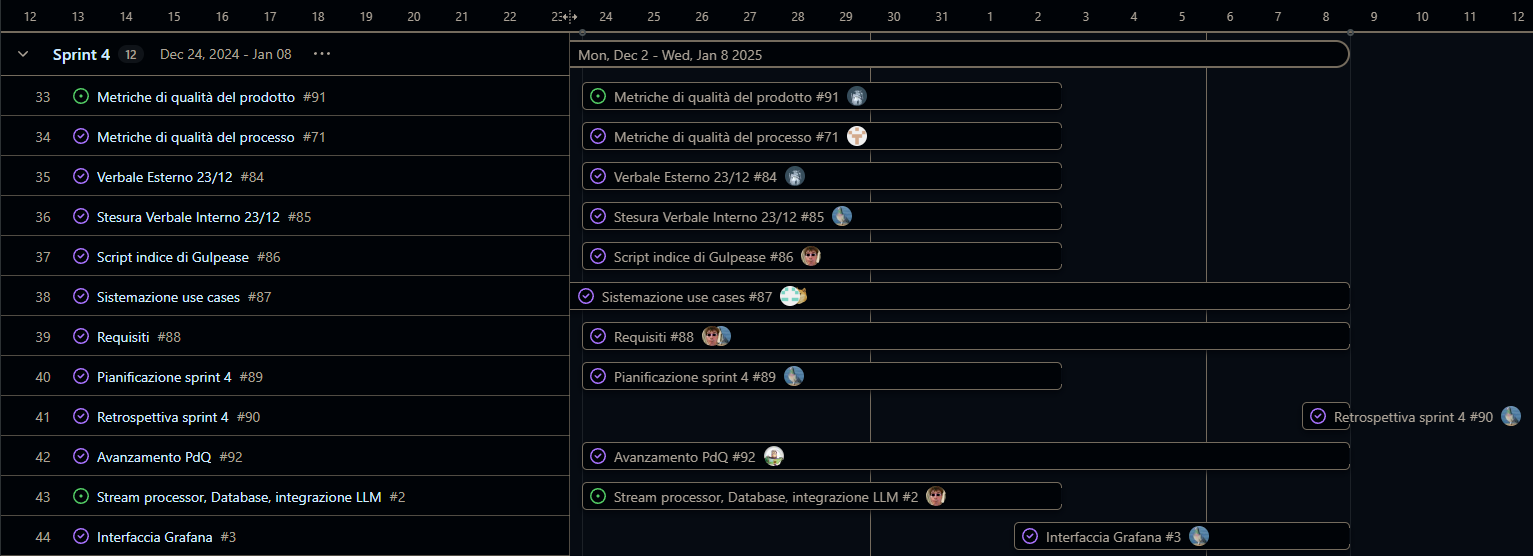 12 13 14 15 16 17 18 19 20 21 22 23 24 25 26 27 28 29 30 31 1 2 3 4 5 6 7 8 9 10 11 12
Sprint 4 12 Dec 24, 2024 - Jan 08 ··· Mon, Dec 2 - Wed, Jan 8 2025
33 Metriche di qualità del prodotto #91 Metriche di qualità del prodotto #91
34 Metriche di qualità del processo #71 Metriche di qualità del processo #71
35 Verbale Esterno 23/12 #84 Verbale Esterno 23/12 #84
36 Stesura Verbale Interno 23/12 #85 Stesura Verbale Interno 23/12 #85
37 Script indice di Gulpease #86 Script indice di Gulpease #86
38 Sistemazione use cases #87 Sistemazione use cases #87
39 Requisiti #88 Requisiti #88
40 Pianificazione sprint 4 #89 Pianificazione sprint 4 #89
41 Retrospettiva sprint 4 #90 Retrospettiva sprint 4 #90
42 Avanzamento PdQ #92 Avanzamento PdQ #92
43 Stream processor, Database, integrazione LLM #2 Stream processor, Database, integrazione LLM #2
44 Interfaccia Grafana #3 Interfaccia Grafana #3